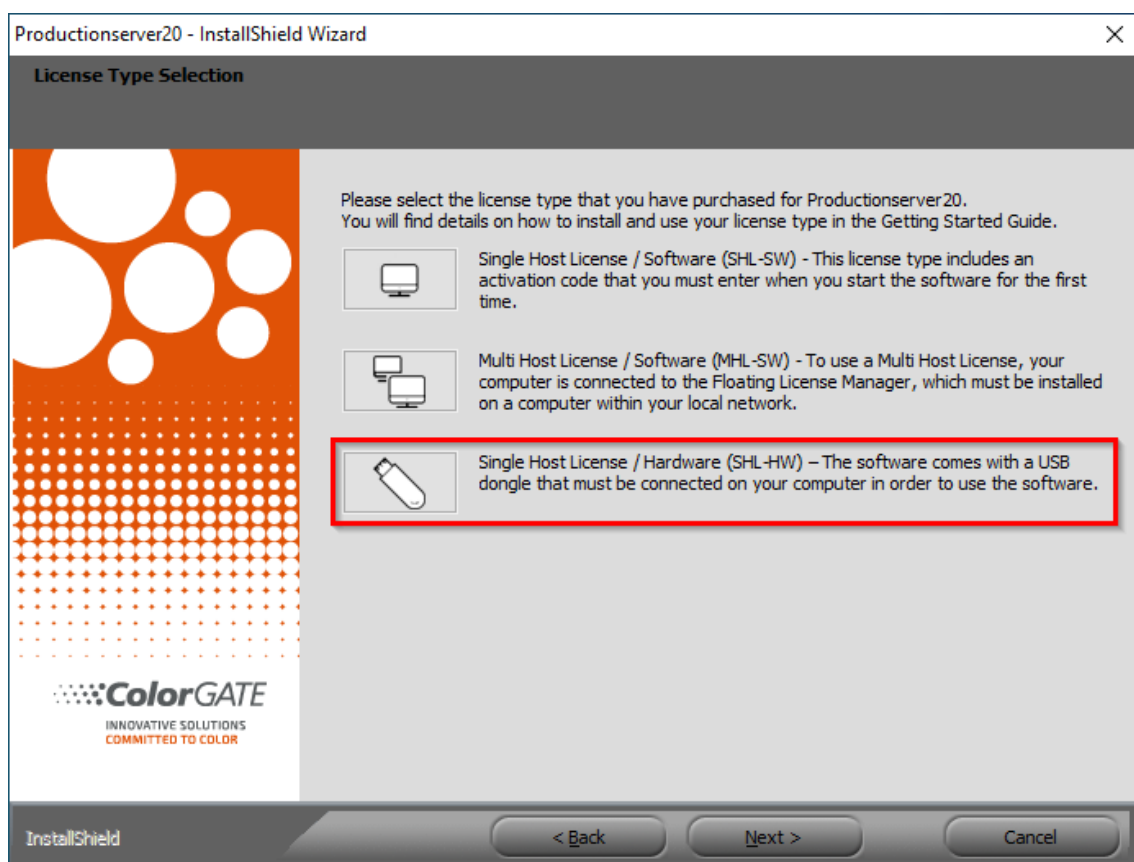 Productionserver20 - InstallShield Wizard
License Type Selection
Please select the license type that you have purchased for Productionserver20.
You will find details on how to install and use your license type in the Getting Started Guide.
Single Host License / Software (SHL-SW) - This license type includes an
activation code that you must enter when you start the software for the first
time.
Multi Host License / Software (MHL-SW) - To use a Multi Host License, your
computer is connected to the Floating License Manager, which must be installed
on a computer within your local network.
Single Host License / Hardware (SHL-HW) – The software comes with a USB
dongle that must be connected on your computer in order to use the software.
ColorGATE
INNOVATIVE SOLUTIONS
COMMITTED TO COLOR
InstallShield
< Back
Next >
Cancel